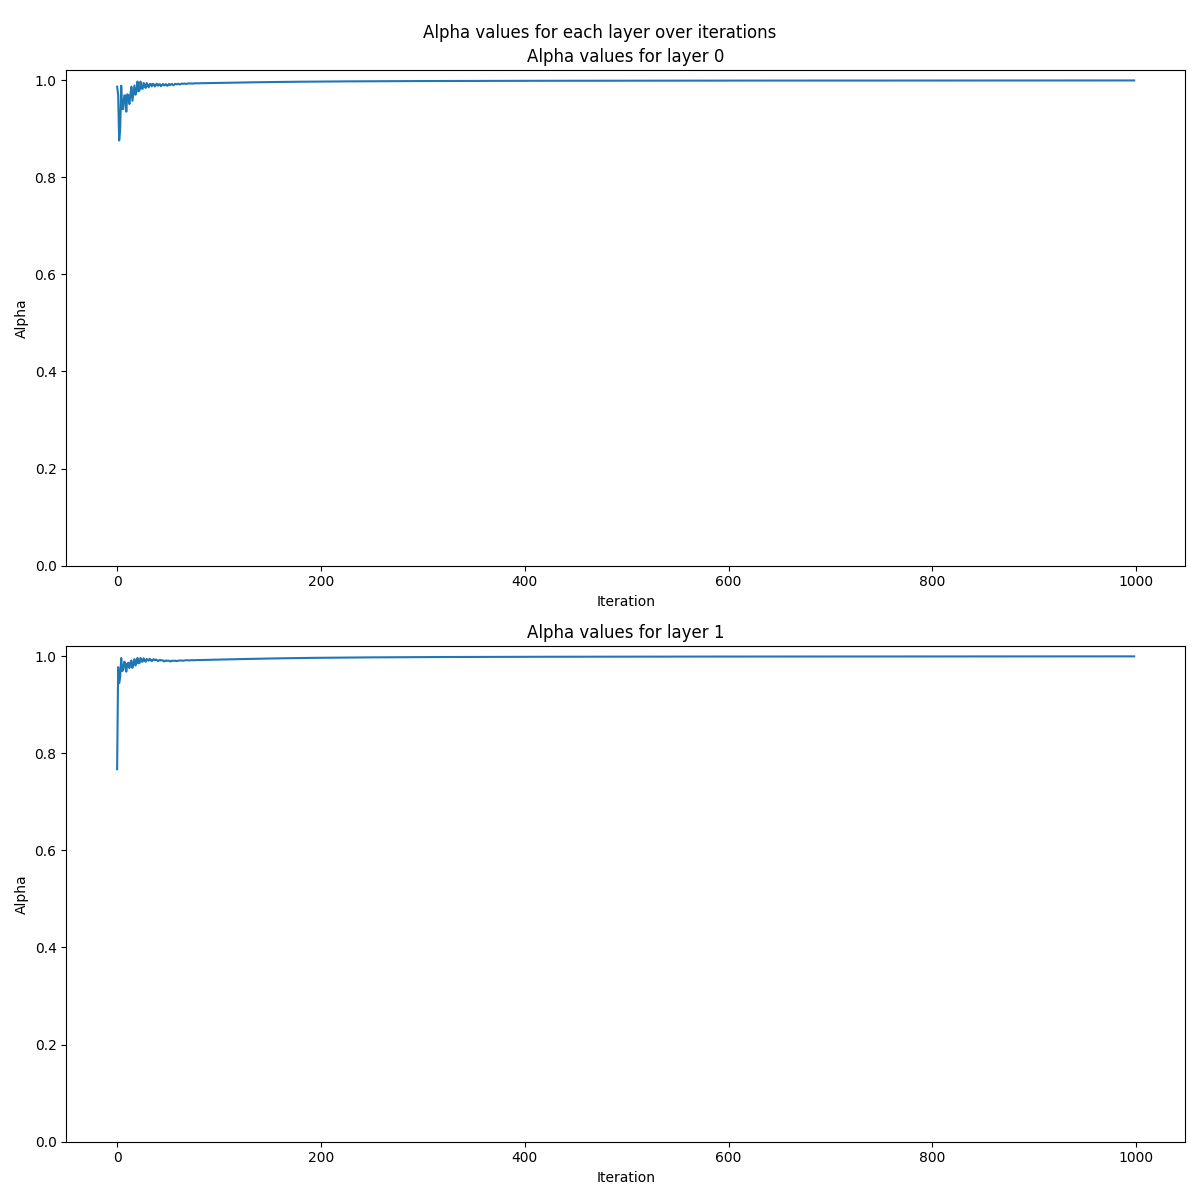 Alpha values for each layer over iterations
Alpha values for layer 0
1.0
0.8
0.6
0.4
0.2
0.0
Alpha
0 200 400 600 800 1000
Iteration
Alpha values for layer 1
1.0
0.8
0.6
0.4
0.2
0.0
Alpha
0 200 400 600 800 1000
Iteration